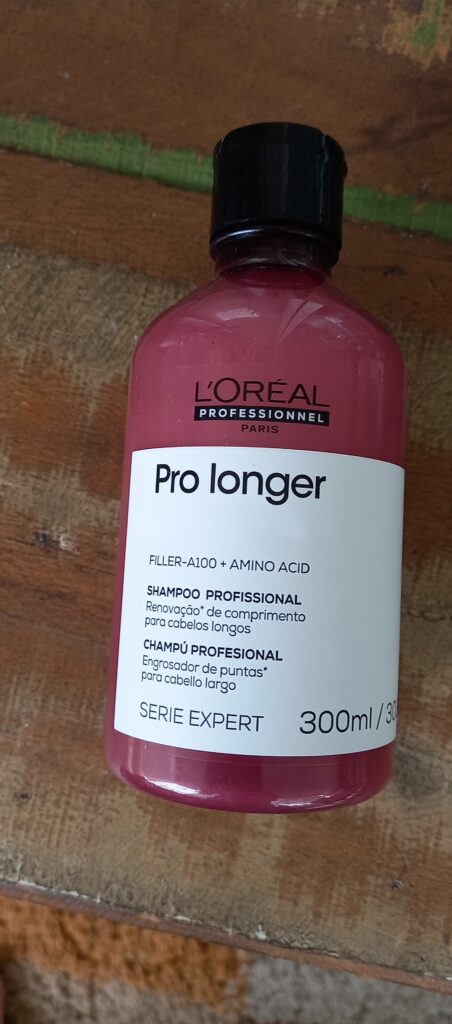 L'ORÉAL
PROFESSIONNEL
PARIS
Pro longer
FILLER-A100 + AMINO ACID
SHAMPOO PROFISSIONAL
Renovação* de comprimento
para cabelos longos
CHAMPÚ PROFESIONAL
Engrosador de puntas*
para cabello largo
SERIE EXPERT 300ml /